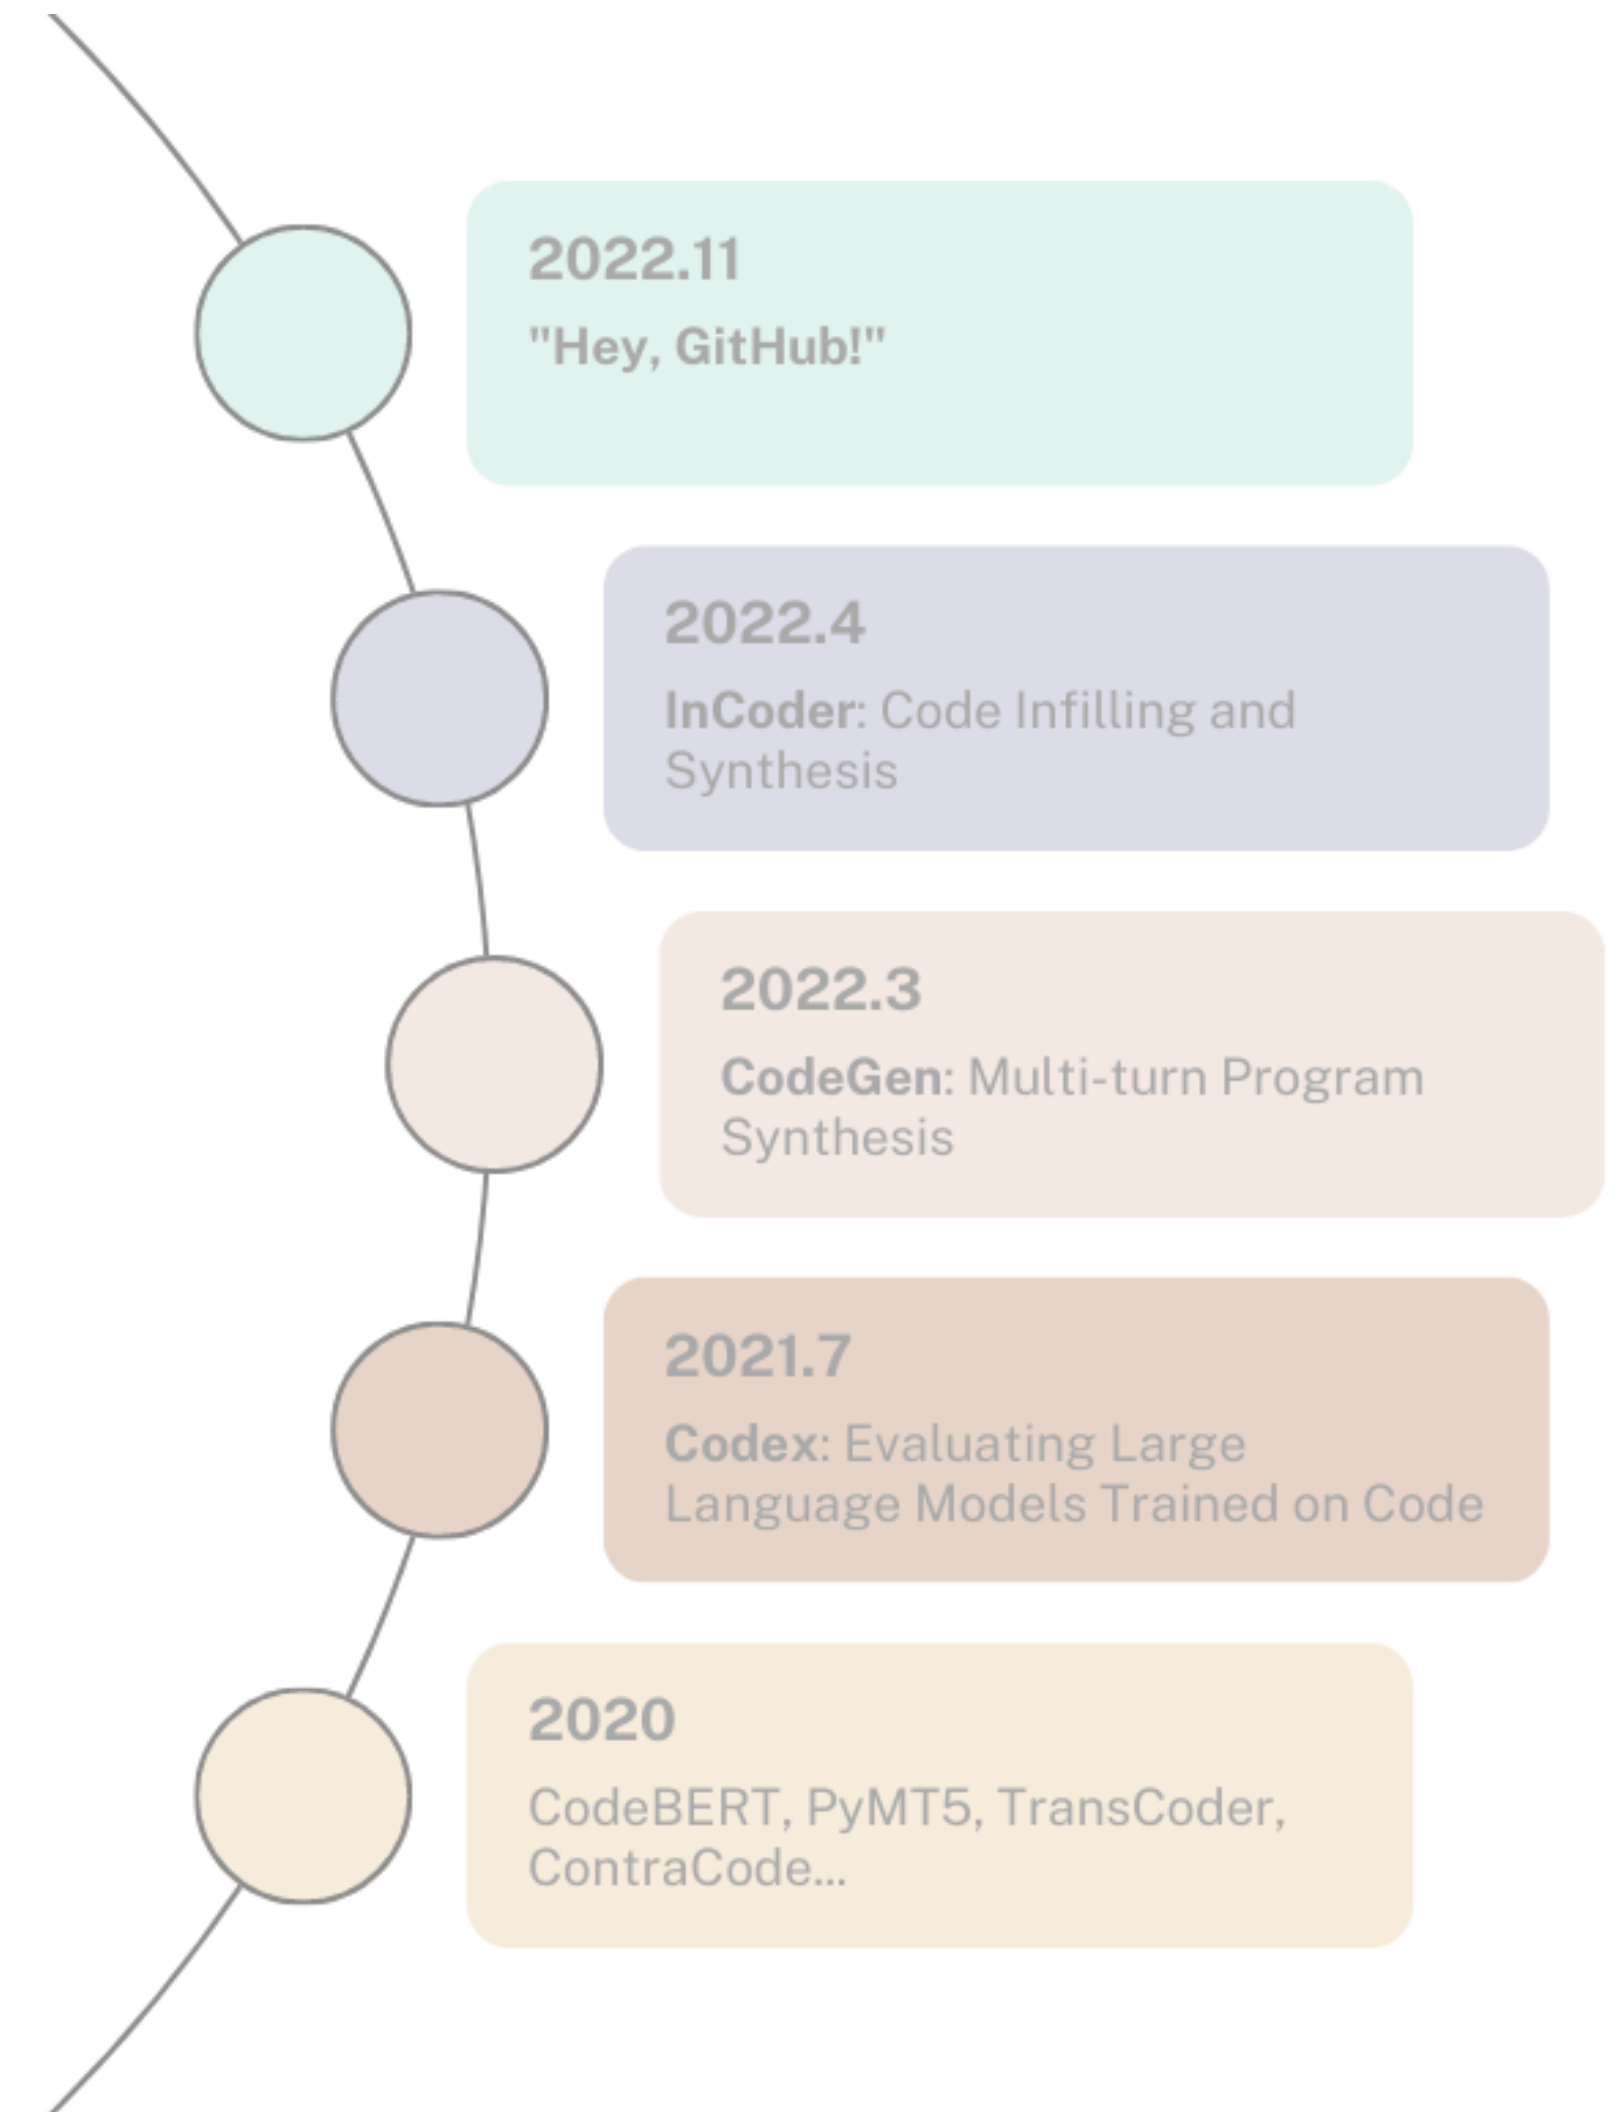 2022.11
"Hey, GitHub!"
2022.4
InCoder: Code Infilling and
Synthesis
2022.3
CodeGen: Multi-turn Program
Synthesis
2021.7
Codex: Evaluating Large
Language Models Trained on Code
2020
CodeBERT, PyMT5, TransCoder,
ContraCode...